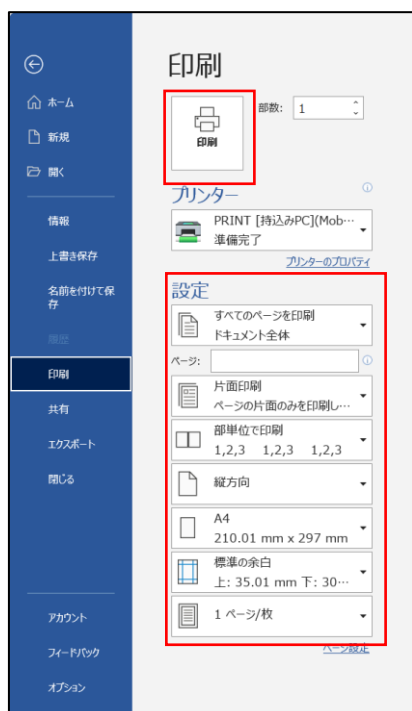 ホーム
新規
開く
情報
上書き保存
名前を付けて保
存
履歴
印刷
共有
エクスポート
閉じる
アカウント
フィードバック
オプション
印刷
印刷
部数: 1
プリンター
PRINT [持込みPC](Mob…
準備完了
プリンターのプロパティ
設定
すべてのページを印刷
ドキュメント全体
ページ:
片面印刷
ページの片面のみを印刷し…
部単位で印刷
1,2,3 1,2,3 1,2,3
縦方向
A4
210.01 mm x 297 mm
標準の余白
上: 35.01 mm 下: 30…
1 ページ/枚
ページ設定